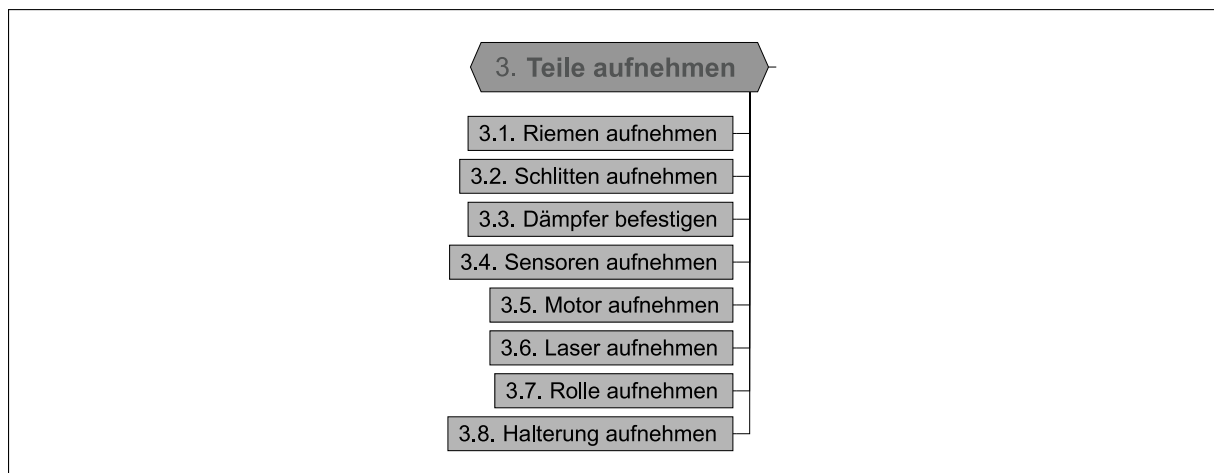 3. Teile aufnehmen
3.1. Riemen aufnehmen
3.2. Schlitten aufnehmen
3.3. Dämpfer befestigen
3.4. Sensoren aufnehmen
3.5. Motor aufnehmen
3.6. Laser aufnehmen
3.7. Rolle aufnehmen
3.8. Halterung aufnehmen